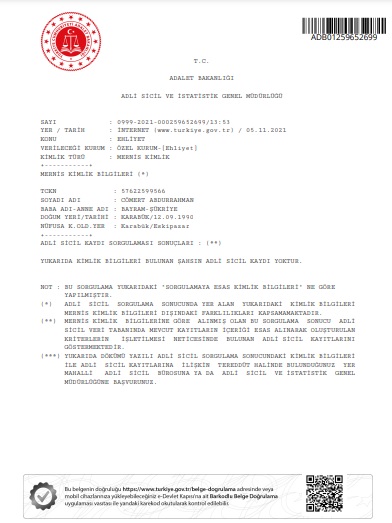 ADB01259652699
T.C.
ADALET BAKANLIĞI
ADLİ SİCİL VE İSTATİSTİK GENEL MÜDÜRLÜĞÜ
SAYI : 0999-2021-000259652699/13:53
YER / TARİH : İNTERNET (www.turkiye.gov.tr) / 05.11.2021
KONU : EHLİYET
VERİLECEĞİ KURUM : ÖZEL KURUM-[Ehliyet]
KİMLİK TÜRÜ : MERNİS KİMLİK
+-----------+
MERNİS KİMLİK BİLGİLERİ (*)
TCKN : 57622599566
SOYADI ADI : CÖMERT ABDURRAHMAN
BABA ADI-ANNE ADI : BAYRAM-ŞÜKRİYE
DOĞUM YERİ/TARİHİ : KARABÜK/12.09.1990
NÜFUSA K.OLD.YER : Karabük/Eskipazar
+-----------+
ADLİ SİCİL KAYDI SORGULAMASI SONUÇLARI : (**)
YUKARIDA KİMLİK BİLGİLERİ BULUNAN ŞAHSIN ADLİ SİCİL KAYDI YOKTUR.
NOT : BU SORGULAMA YUKARIDAKİ 'SORGULAMAYA ESAS KİMLİK BİLGİLERİ' NE GÖRE
YAPILMIŞTIR.
(*) ADLİ SİCİL SORGULAMA SONUCUNDA YER ALAN YUKARIDAKİ KİMLİK BİLGİLERİ
MERNİS KİMLİK BİLGİLERİ DIŞINDAKİ FARKLILIKLARI KAPSAMAMAKTADIR.
(**) MERNİS KİMLİK BİLGİLERİNE GÖRE ALINMIŞ OLAN BU SORGULAMA SONUCU ADLİ
SİCİL VERİ TABANINDA MEVCUT KAYITLARIN İÇERİĞİ ESAS ALINARAK OLUŞTURULAN
KRİTERLERİN İŞLETİLMESİ NETİCESİNDE BULUNAN ADLİ SİCİL KAYITLARINI
GÖSTERMEKTEDİR.
(***) YUKARIDA DÖKÜMÜ YAZILI ADLİ SİCİL SORGULAMA SONUCUNDAKİ KİMLİK BİLGİLERİ
İLE ADLİ SİCİL KAYITLARINA İLİŞKİN TEREDDÜT HALİNDE BULUNDUĞUNUZ YER
MAHALLİ ADLİ SİCİL BÜROSUNA YA DA ADLİ SİCİL VE İSTATİSTİK GENEL
MÜDÜRLÜĞÜNE BAŞVURUNUZ.
Bu belgenin doğruluğu https://www.turkiye.gov.tr/belge-dogrulama adresinde veya
mobil cihazlarınıza yükleyebileceğiniz e-Devlet Kapısı'na ait Barkodlu Belge Doğrulama
uygulaması vasıtası ile yandaki karekod okutularak kontrol edilebilir.